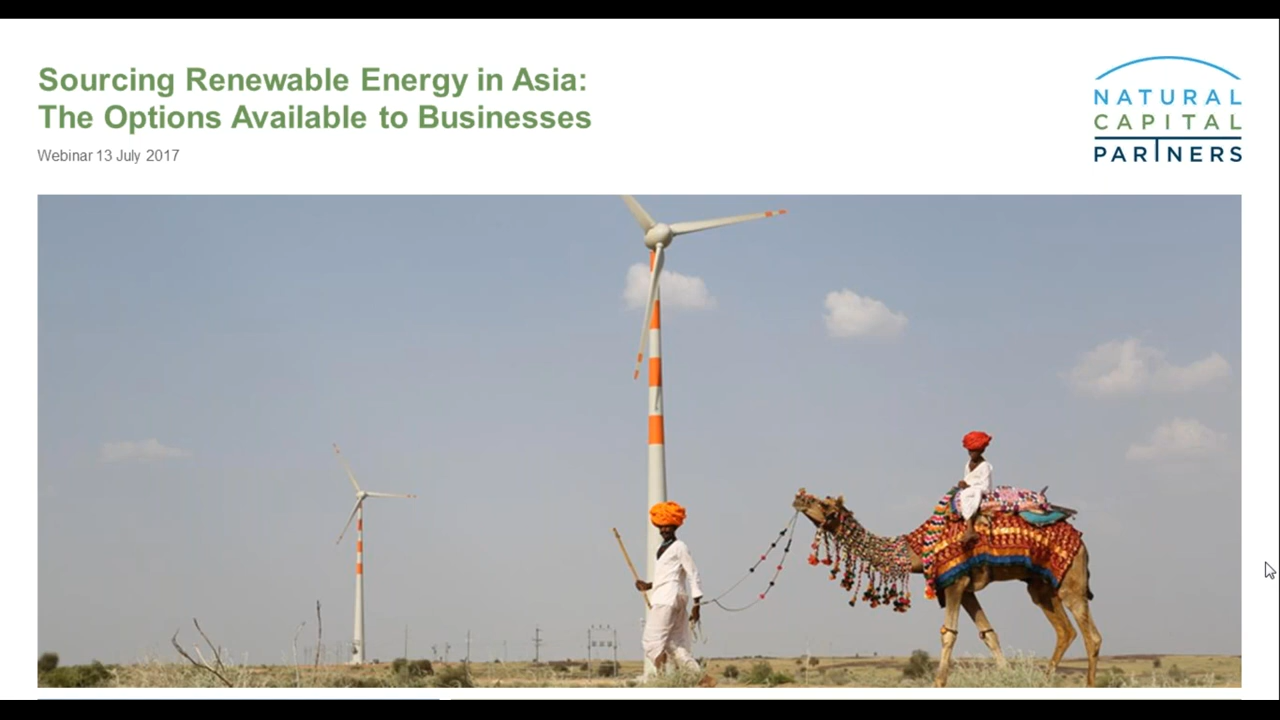 Sourcing Renewable Energy in Asia:
The Options Available to Businesses
Webinar 13 July 2017
NATURAL
CAPITAL
PARTNERS